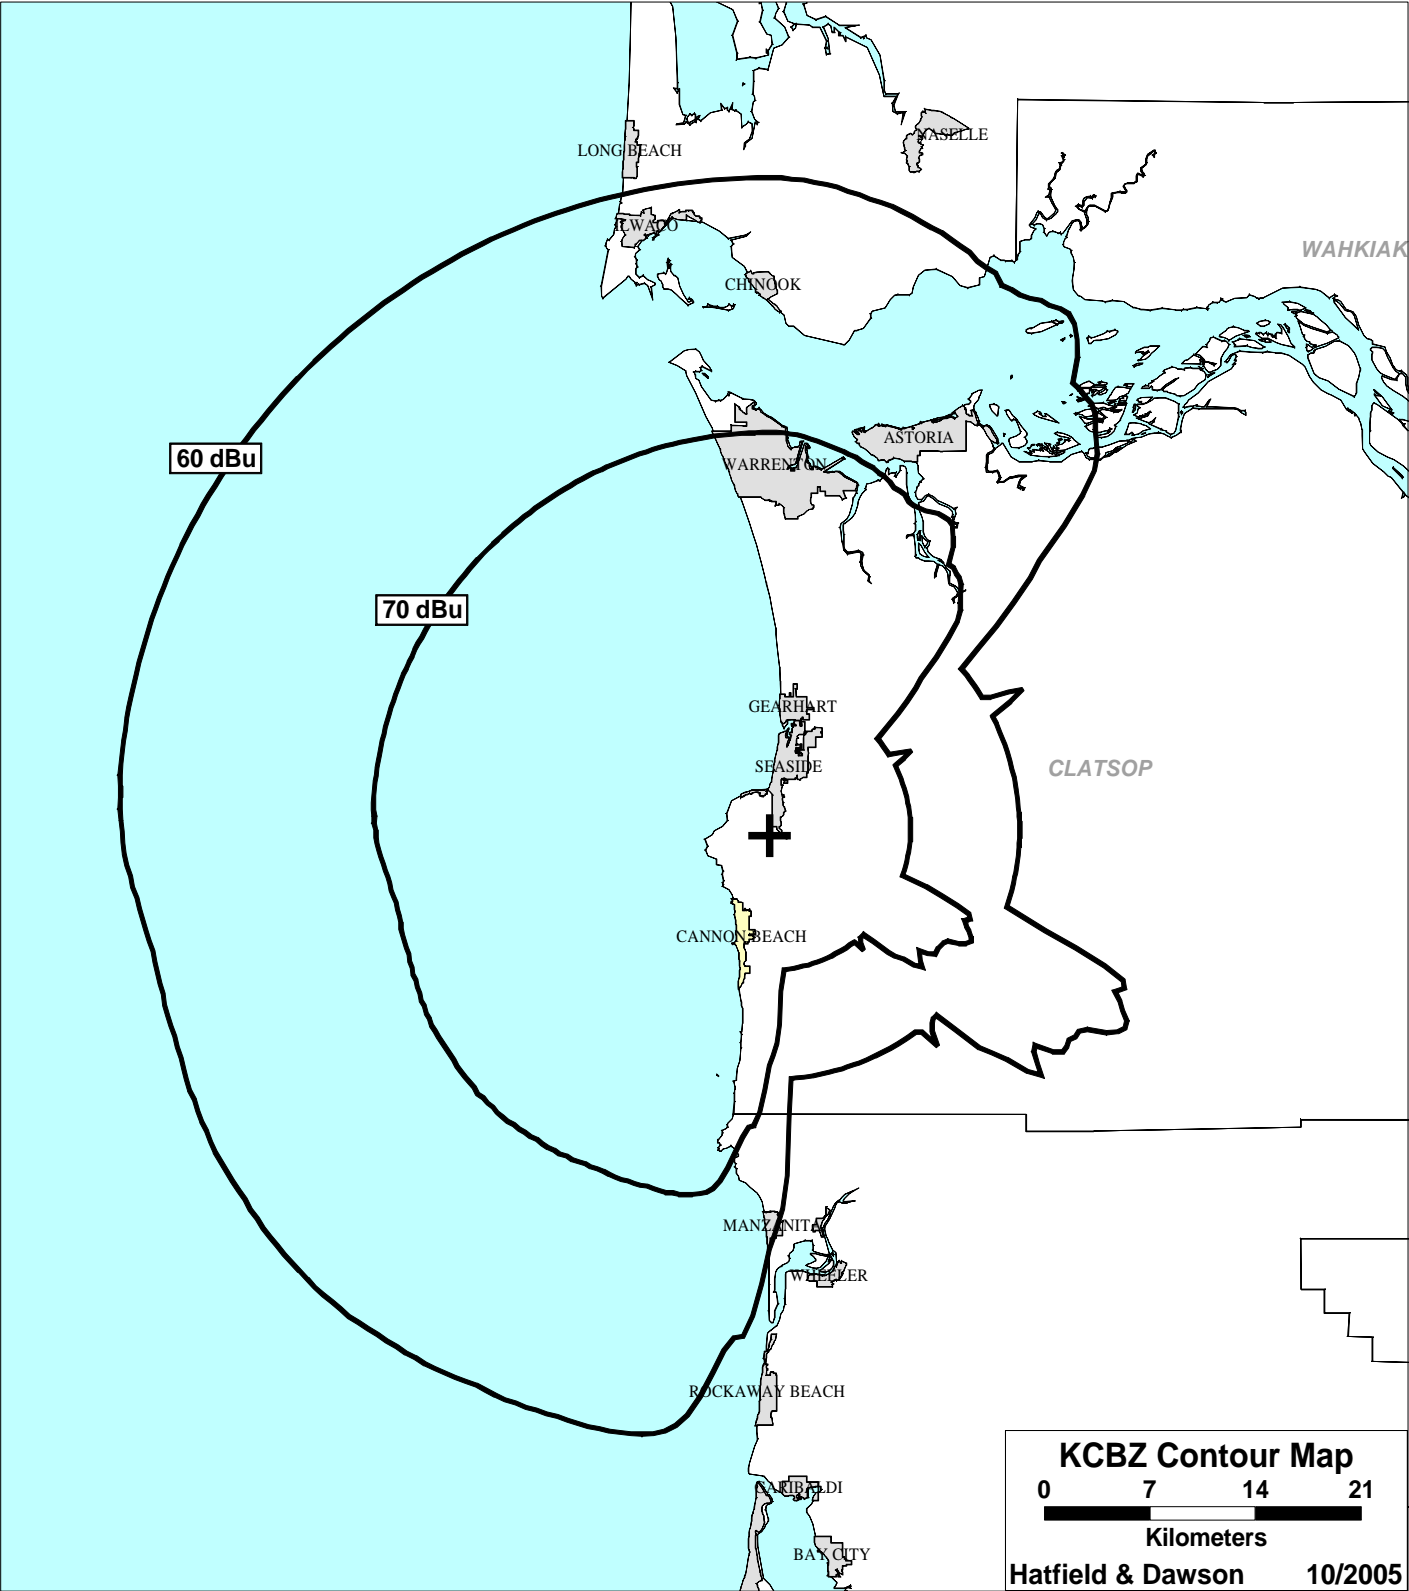 NASELLE
LONG BEACH
ILWACO
WAHKIAK
CHINOOK
ASTORIA
60 dBu
WARRENTON
70 dBu
GEARHART
SEASIDE
CLATSOP
CANNON BEACH
MANZANITA
WHEELER
ROCKAWAY BEACH
GARIBALDI
BAY CITY
KCBZ Contour Map
0 7 14 21
Kilometers
Hatfield & Dawson 10/2005